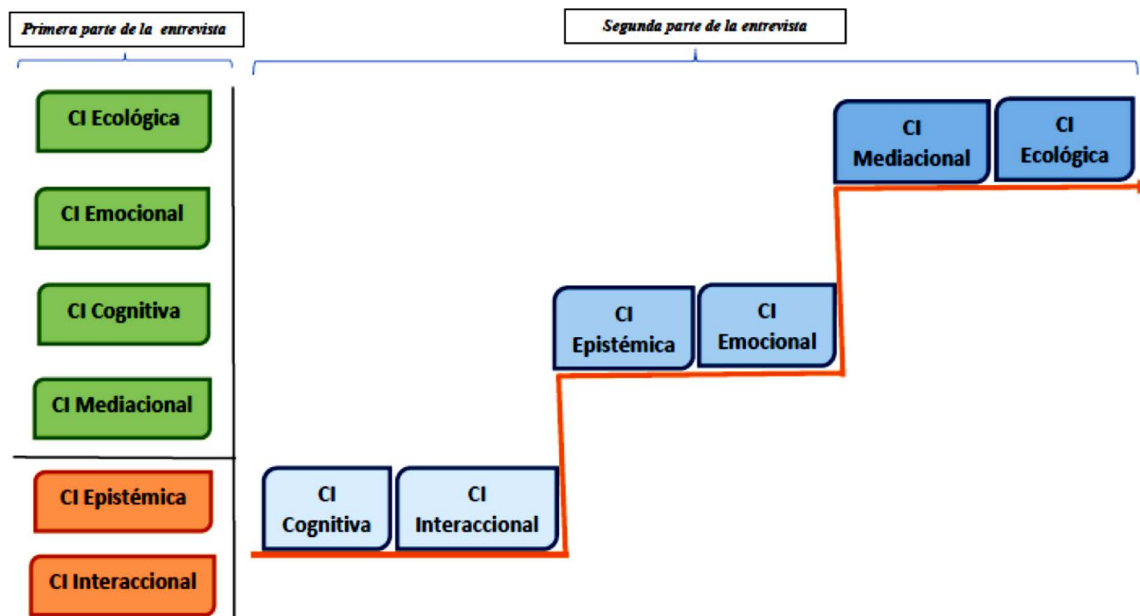 Primera parte de la entrevista
Segunda parte de la entrevista
CI Ecológica
CI Emocional
CI Cognitiva
CI Mediacional
CI Epistémica
CI Interaccional
CI
Cognitiva
CI
Interaccional
CI
Epistémica
CI
Emocional
CI
Mediacional
CI
Ecológica